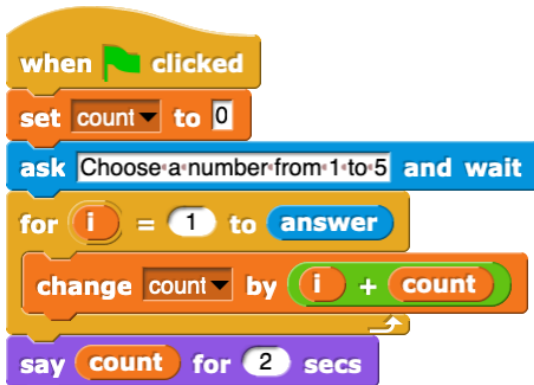 when clicked
set count to 0
ask Choose a number from 1 to 5 and wait
for i = 1 to answer
change count by i + count
say count for 2 secs